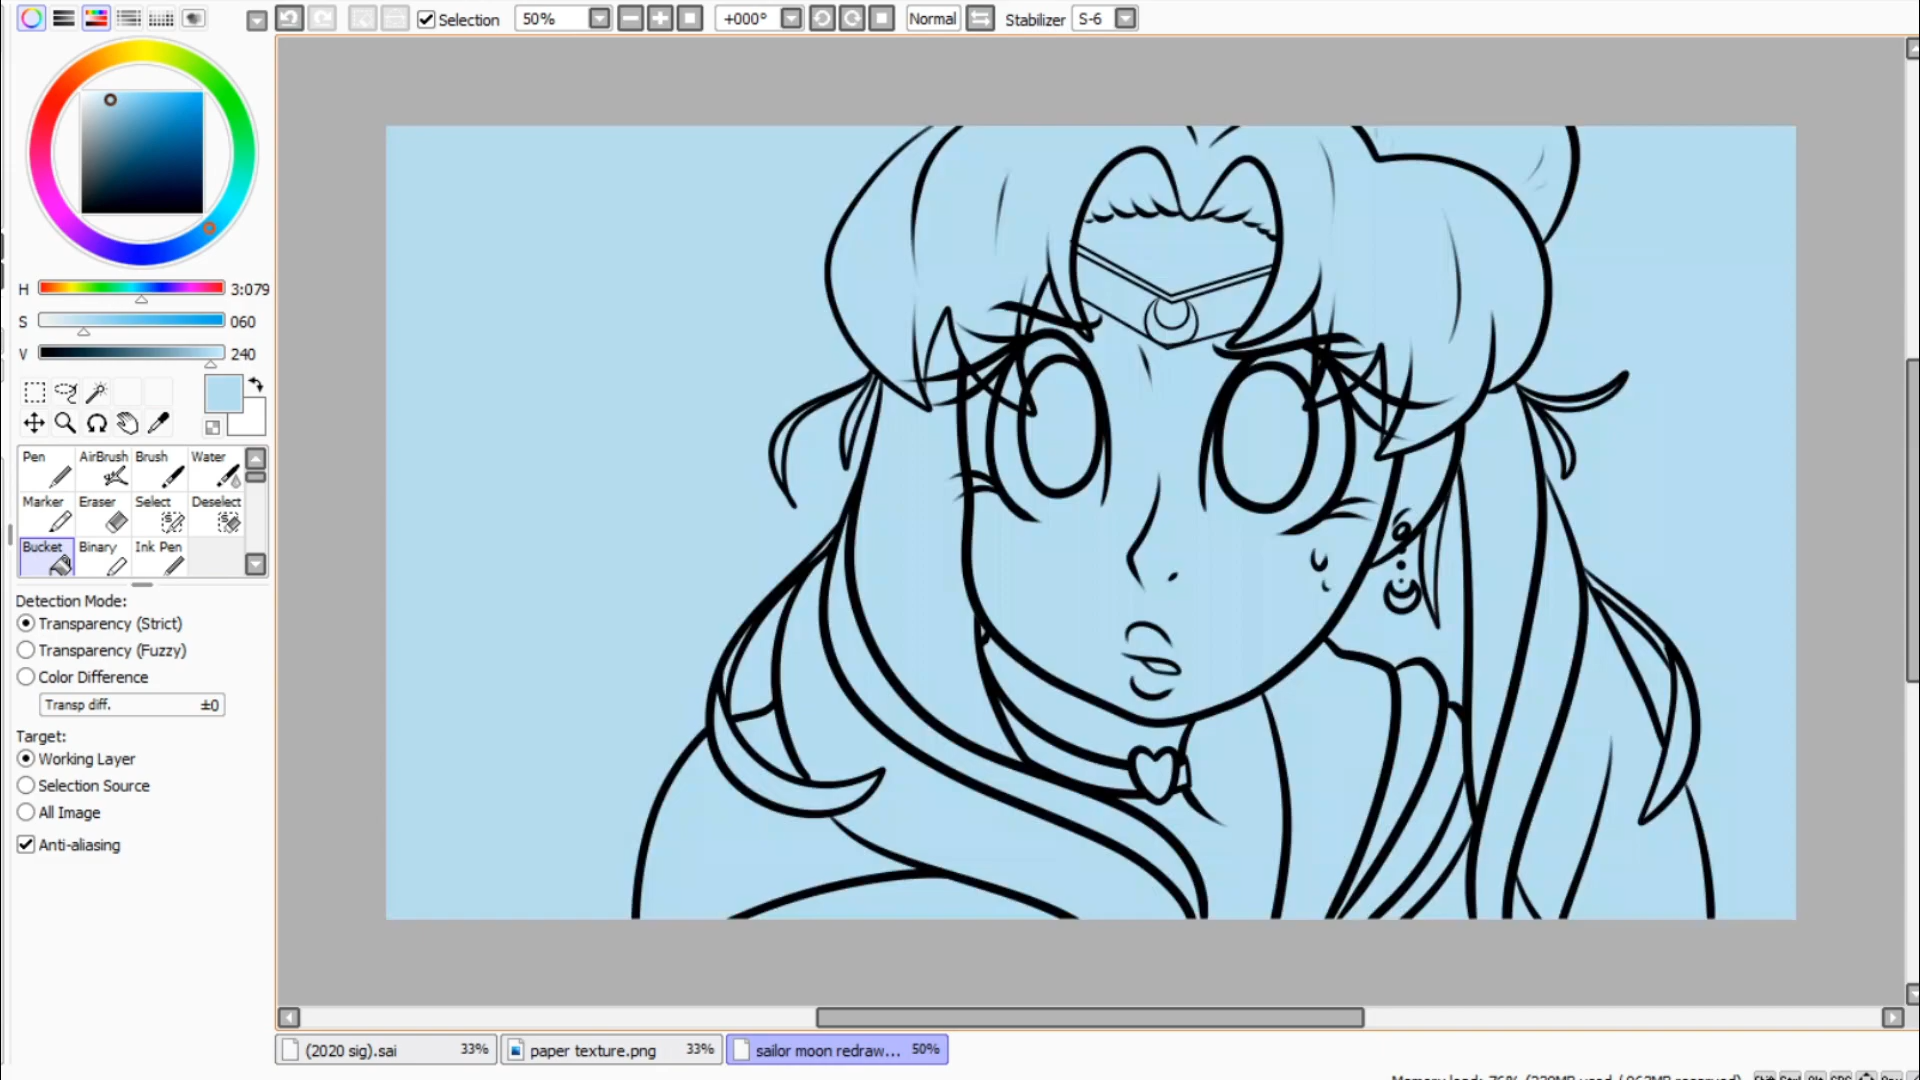 Selection 50% +000° Normal Stabilizer S-6
H 3:079
S 060
V 240
Pen AirBrush Brush Water
Marker Eraser Select Deselect
Bucket Binary Ink Pen
Detection Mode:
Transparency (Strict)
Transparency (Fuzzy)
Color Difference
Transp diff. ±0
Target:
Working Layer
Selection Source
All Image
Anti-aliasing
(2020 sig).sai 33% paper texture.png 33% sailor moon redraw... 50%